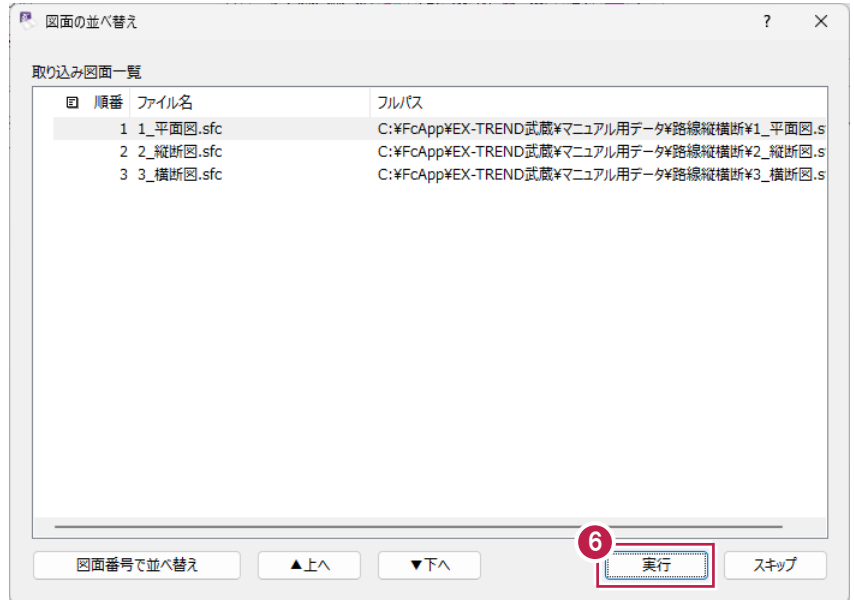 図面の並べ替え ? ×
取り込み図面一覧
順番 ファイル名 フルパス
1 1_平面図.sfc C:¥FcApp¥EX-TREND武蔵¥マニュアル用データ¥路線縦横断¥1_平面図.s
2 2_縦断図.sfc C:¥FcApp¥EX-TREND武蔵¥マニュアル用データ¥路線縦横断¥2_縦断図.s
3 3_横断図.sfc C:¥FcApp¥EX-TREND武蔵¥マニュアル用データ¥路線縦横断¥3_横断図.s
6
図面番号で並べ替え ▲上へ ▼下へ 実行 スキップ